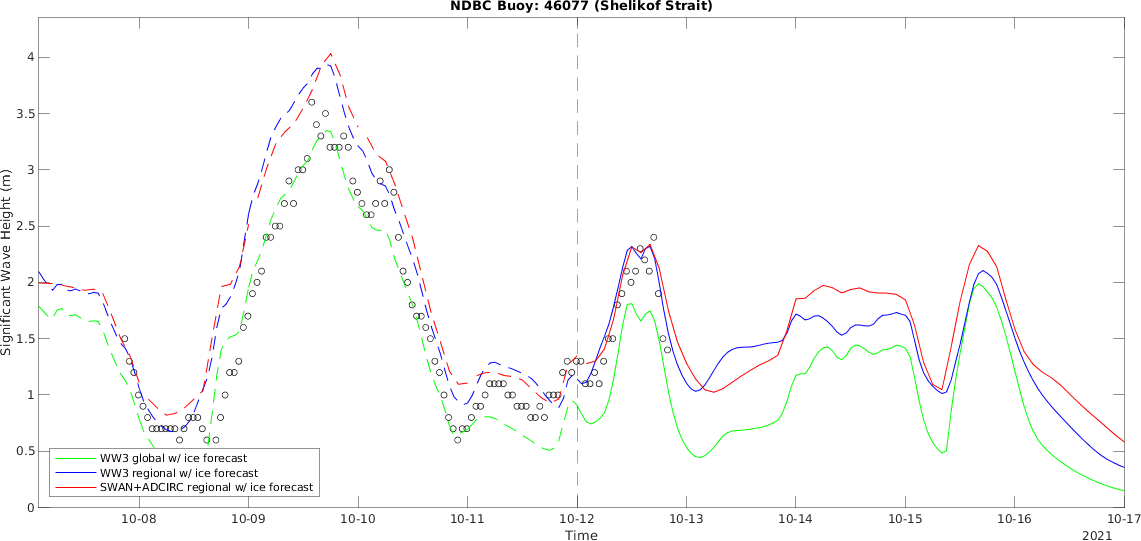 NDBC Buoy: 46077 (Shelikof Strait)
Significant Wave Height (m)
4
3.5
3
2.5
2
1.5
1
0.5
0
WW3 global w/ ice forecast
WW3 regional w/ ice forecast
SWAN+ADCIRC regional w/ ice forecast
10-08 10-09 10-10 10-11 10-12 10-13 10-14 10-15 10-16 10-17
Time
2021